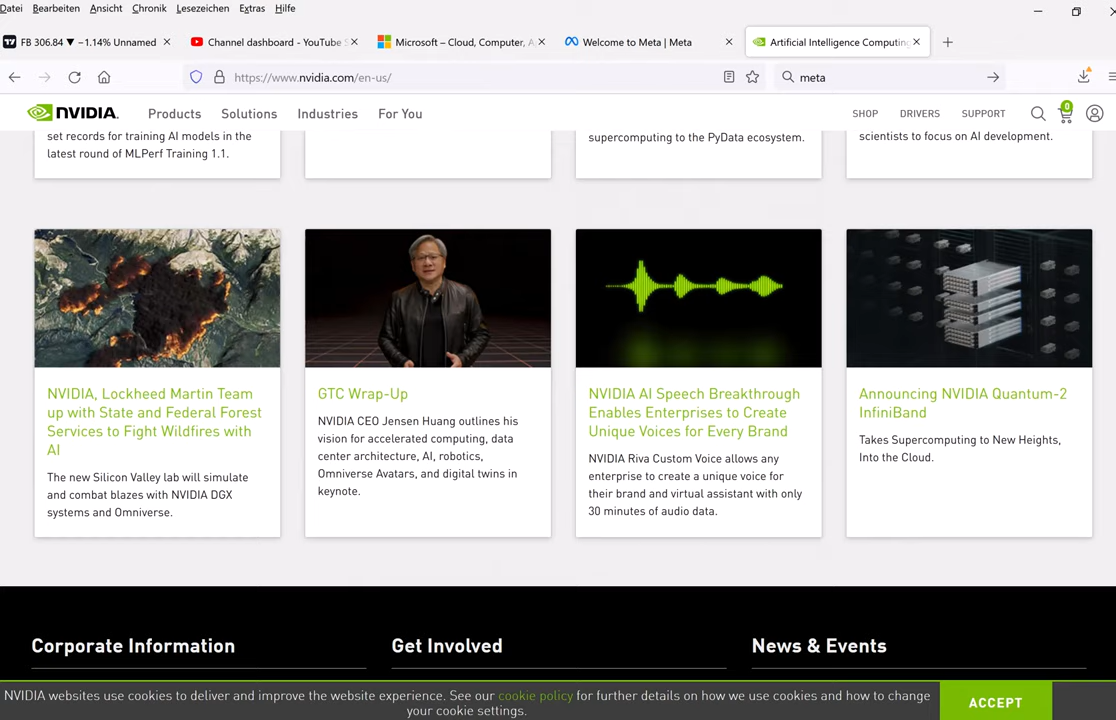 Datei Bearbeiten Ansicht Chronik Lesezeichen Extras Hilfe
FB 306.84 ▼ −1.14% Unnamed
Channel dashboard - YouTube S
Microsoft – Cloud, Computer, A
Welcome to Meta | Meta
Artificial Intelligence Computing
https://www.nvidia.com/en-us/
meta
NVIDIA.
Products Solutions Industries For You
SHOP DRIVERS SUPPORT 0
set records for training AI models in the
latest round of MLPerf Training 1.1.
supercomputing to the PyData ecosystem.
scientists to focus on AI development.
NVIDIA, Lockheed Martin Team
up with State and Federal Forest
Services to Fight Wildfires with
AI
The new Silicon Valley lab will simulate
and combat blazes with NVIDIA DGX
systems and Omniverse.
GTC Wrap-Up
NVIDIA CEO Jensen Huang outlines his
vision for accelerated computing, data
center architecture, AI, robotics,
Omniverse Avatars, and digital twins in
keynote.
NVIDIA AI Speech Breakthrough
Enables Enterprises to Create
Unique Voices for Every Brand
NVIDIA Riva Custom Voice allows any
enterprise to create a unique voice for
their brand and virtual assistant with only
30 minutes of audio data.
Announcing NVIDIA Quantum-2
InfiniBand
Takes Supercomputing to New Heights,
Into the Cloud.
Corporate Information
Get Involved
News & Events
NVIDIA websites use cookies to deliver and improve the website experience. See our cookie policy for further details on how we use cookies and how to change
your cookie settings.
ACCEPT